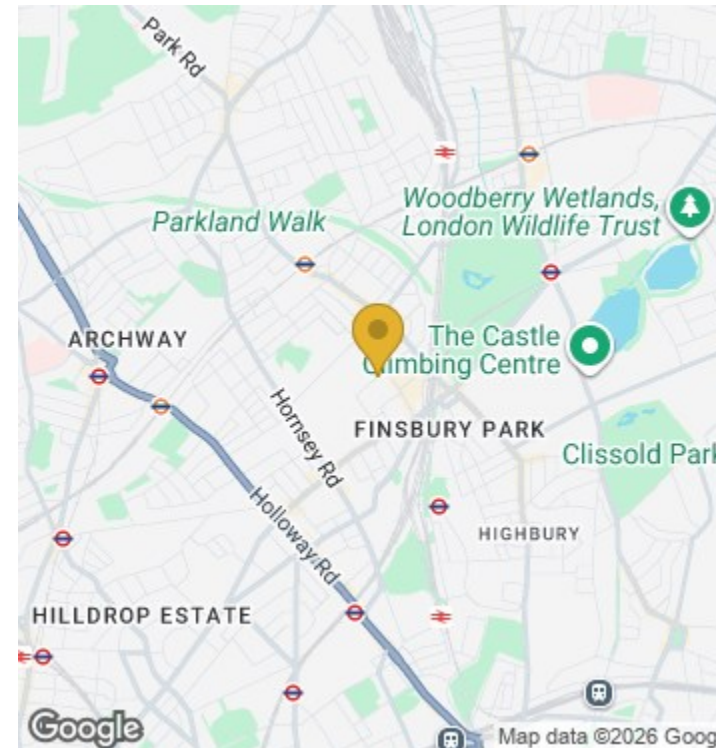 Park Rd
Woodberry Wetlands,
London Wildlife Trust
Parkland Walk
ARCHWAY
The Castle
Climbing Centre
Hornsey Rd
FINSBURY PARK
Clissold Park
Holloway Rd
HIGHBURY
HILLDROP ESTATE
Google
Map data ©2026 Goog